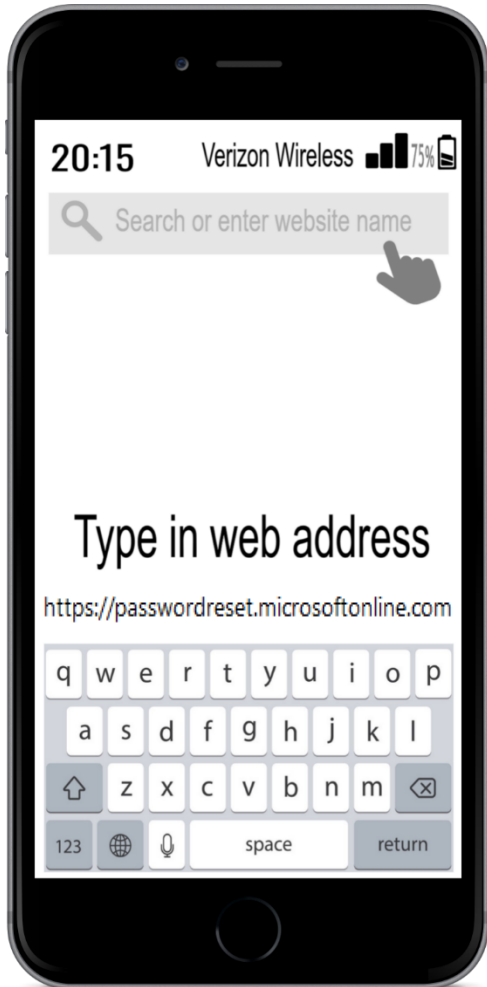 20:15 Verizon Wireless 75%
Search or enter website name
Type in web address
https://passwordreset.microsoftonline.com
q w e r t y u i o p
a s d f g h j k l
z x c v b n m
123 space return